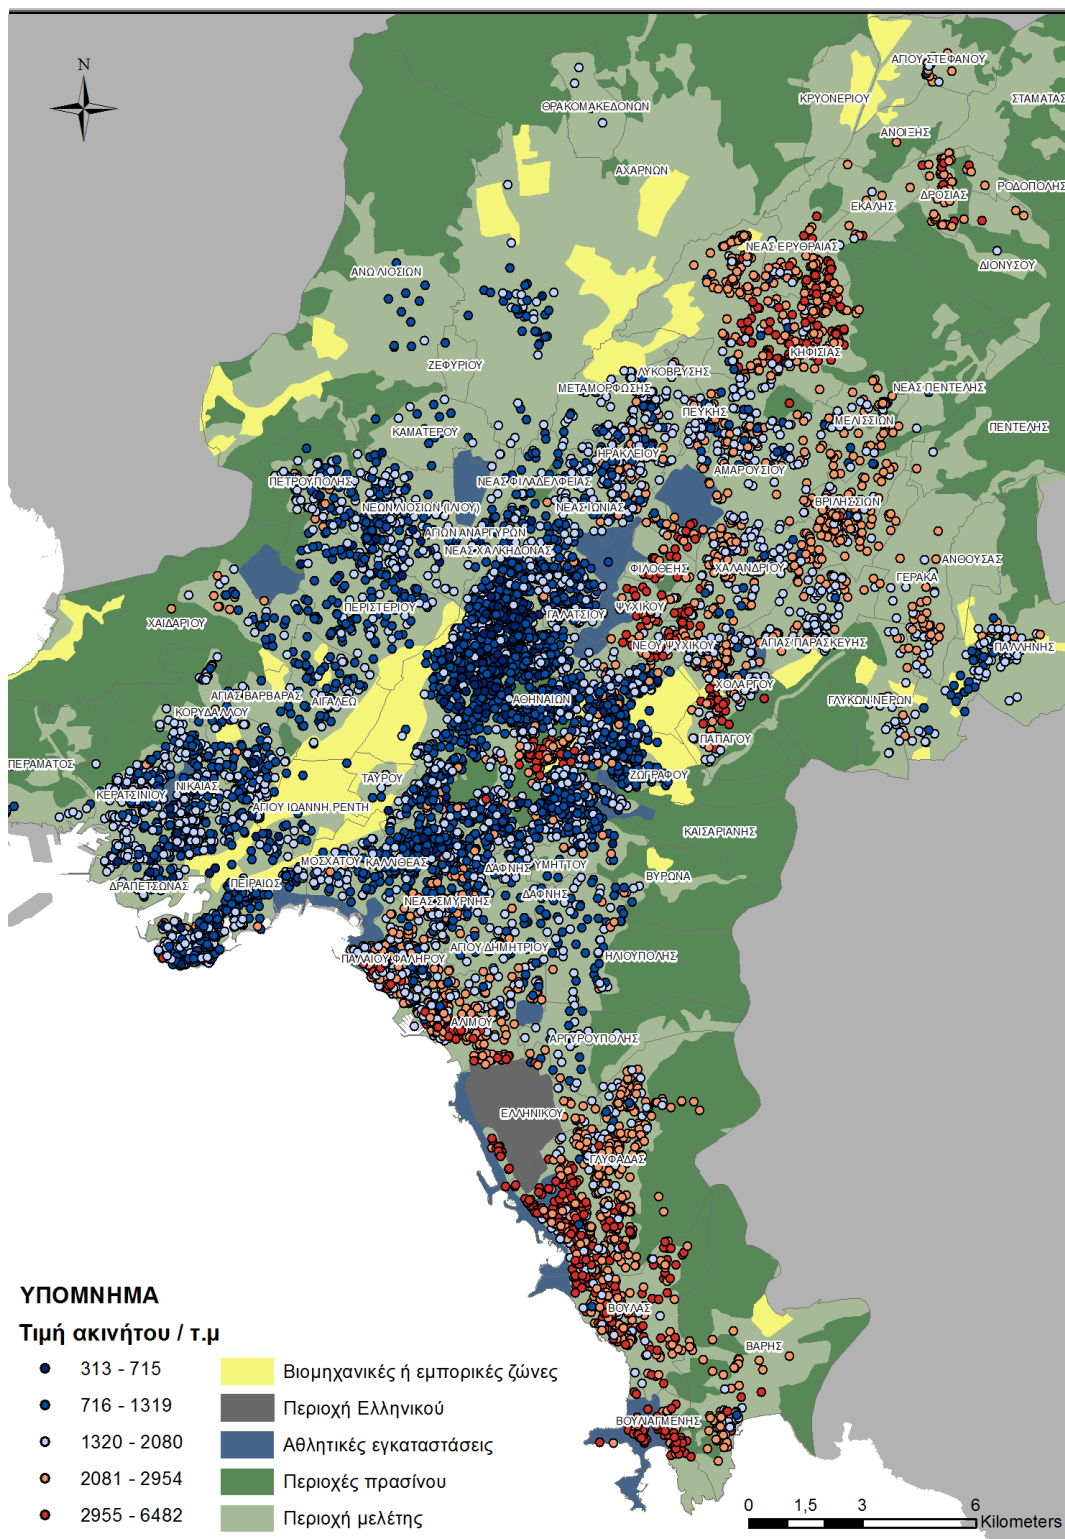 N
ΑΓΙΟΥ ΣΤΕΦΑΝΟΥ
ΚΡΥΟΝΕΡΙΟΥ
ΣΤΑΜΑΤΑΣ
ΘΡΑΚΟΜΑΚΕΔΟΝΩΝ
ΑΝΟΙΞΗΣ
ΑΧΑΡΝΩΝ
ΡΟΔΟΠΟΛΗΣ
ΔΡΟΣΙΑΣ
ΕΚΑΛΗΣ
ΝΕΑΣ ΕΡΥΘΡΑΙΑΣ
ΔΙΟΝΥΣΟΥ
ΑΝΩ ΛΙΟΣΙΩΝ
ΚΗΦΙΣΙΑΣ
ΖΕΦΥΡΙΟΥ
ΛΥΚΟΒΡΥΣΗΣ
ΜΕΤΑΜΟΡΦΩΣΗΣ
ΝΕΑΣ ΠΕΝΤΕΛΗΣ
ΠΕΥΚΗΣ
ΜΕΛΙΣΣΙΩΝ
ΠΕΝΤΕΛΗΣ
ΚΑΜΑΤΕΡΟΥ
ΗΡΑΚΛΕΙΟΥ
ΑΜΑΡΟΥΣΙΟΥ
ΠΕΤΡΟΥΠΟΛΗΣ
ΝΕΑΣ ΦΙΛΑΔΕΛΦΕΙΑΣ
ΒΡΙΛΗΣΣΙΩΝ
ΝΕΩΝ ΛΙΟΣΙΩΝ (ΙΛΙΟΥ)
ΝΕΑΣ ΙΩΝΙΑΣ
ΑΓΙΩΝ ΑΝΑΡΓΥΡΩΝ
ΝΕΑΣ ΧΑΛΚΗΔΟΝΑΣ
ΑΝΘΟΥΣΑΣ
ΦΙΛΟΘΕΗΣ
ΧΑΛΑΝΔΡΙΟΥ
ΓΕΡΑΚΑ
ΠΕΡΙΣΤΕΡΙΟΥ
ΨΥΧΙΚΟΥ
ΓΑΛΑΤΣΙΟΥ
ΧΑΙΔΑΡΙΟΥ
ΝΕΟΥ ΨΥΧΙΚΟΥ
ΑΓΙΑΣ ΠΑΡΑΣΚΕΥΗΣ
ΠΑΛΛΗΝΗΣ
ΧΟΛΑΡΓΟΥ
ΑΓΙΑΣ ΒΑΡΒΑΡΑΣ
ΑΙΓΑΛΕΩ
ΑΘΗΝΑΙΩΝ
ΓΛΥΚΩΝ ΝΕΡΩΝ
ΚΟΡΥΔΑΛΛΟΥ
ΠΑΠΑΓΟΥ
ΠΕΡΑΜΑΤΟΣ
ΤΑΥΡΟΥ
ΖΩΓΡΑΦΟΥ
ΝΙΚΑΙΑΣ
ΚΕΡΑΤΣΙΝΙΟΥ
ΑΓΙΟΥ ΙΩΑΝΝΗ ΡΕΝΤΗ
ΚΑΙΣΑΡΙΑΝΗΣ
ΜΟΣΧΑΤΟΥ
ΚΑΛΛΙΘΕΑΣ
ΔΑΦΝΗΣ ΥΜΗΤΤΟΥ
ΒΥΡΩΝΑ
ΔΡΑΠΕΤΣΩΝΑΣ
ΠΕΙΡΑΙΩΣ
ΔΑΦΝΗΣ
ΝΕΑΣ ΣΜΥΡΝΗΣ
ΑΓΙΟΥ ΔΗΜΗΤΡΙΟΥ
ΗΛΙΟΥΠΟΛΗΣ
ΠΑΛΑΙΟΥ ΦΑΛΗΡΟΥ
ΑΛΙΜΟΥ
ΑΡΓΥΡΟΥΠΟΛΗΣ
ΕΛΛΗΝΙΚΟΥ
ΓΛΥΦΑΔΑΣ
ΒΟΥΛΑΣ
ΒΑΡΗΣ
ΒΟΥΛΙΑΓΜΕΝΗΣ
ΥΠΟΜΝΗΜΑ
Τιμή ακινήτου / τ.μ
313 - 715
716 - 1319
1320 - 2080
2081 - 2954
2955 - 6482
Βιομηχανικές ή εμπορικές ζώνες
Περιοχή Ελληνικού
Αθλητικές εγκαταστάσεις
Περιοχές πρασίνου
Περιοχή μελέτης
0 1,5 3 6
Kilometers